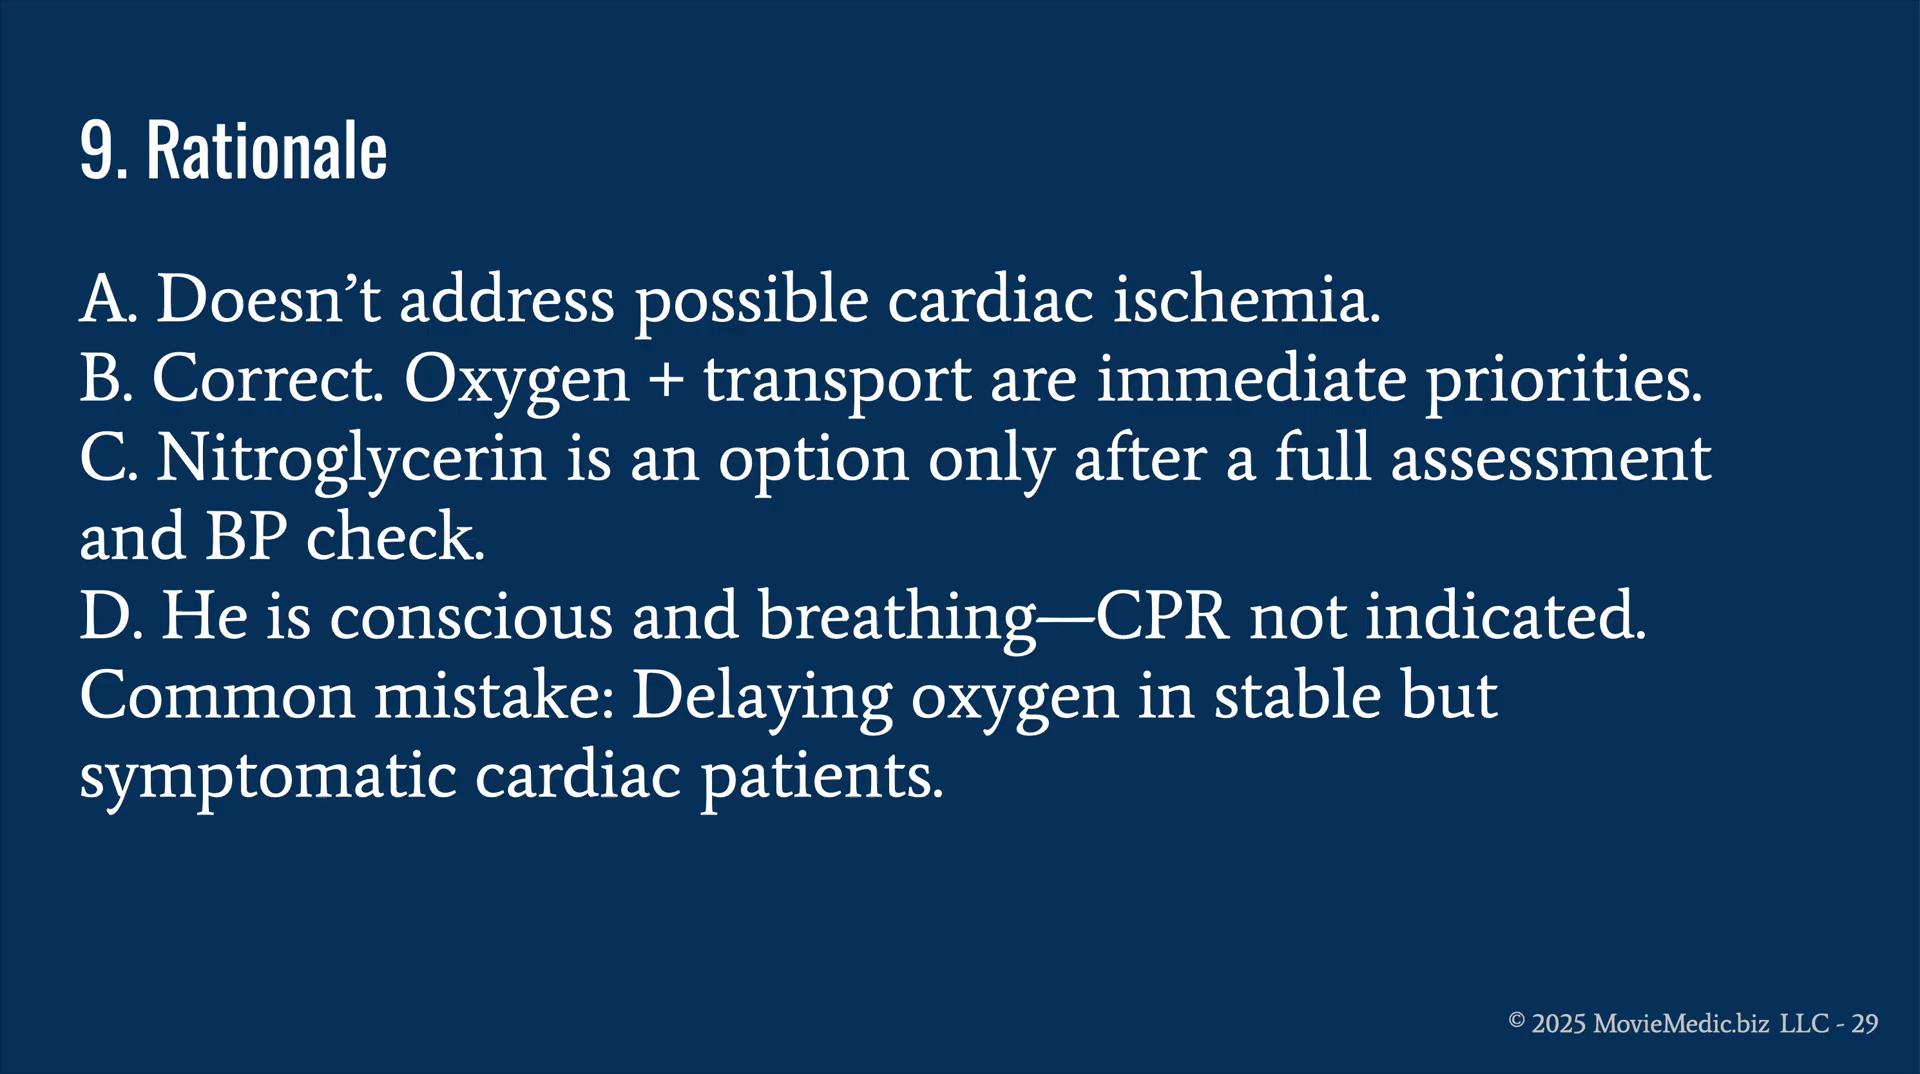 9. Rationale
A. Doesn’t address possible cardiac ischemia.
B. Correct. Oxygen + transport are immediate priorities.
C. Nitroglycerin is an option only after a full assessment
and BP check.
D. He is conscious and breathing—CPR not indicated.
Common mistake: Delaying oxygen in stable but
symptomatic cardiac patients.
© 2025 MovieMedic.biz LLC - 29